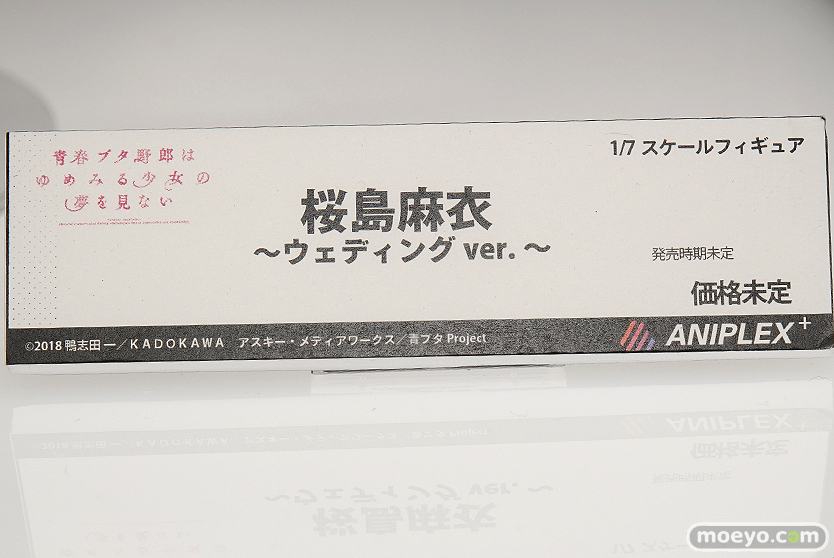 青春ブタ野郎は
ゆめみる少女の
夢を見ない
1/7 スケールフィギュア
桜島麻衣
～ウェディング ver. ～
発売時期未定
価格未定
©2018 鴨志田 一／KADOKAWA アスキー・メディアワークス／青ブタ Project
ANIPLEX+
moeyo.com